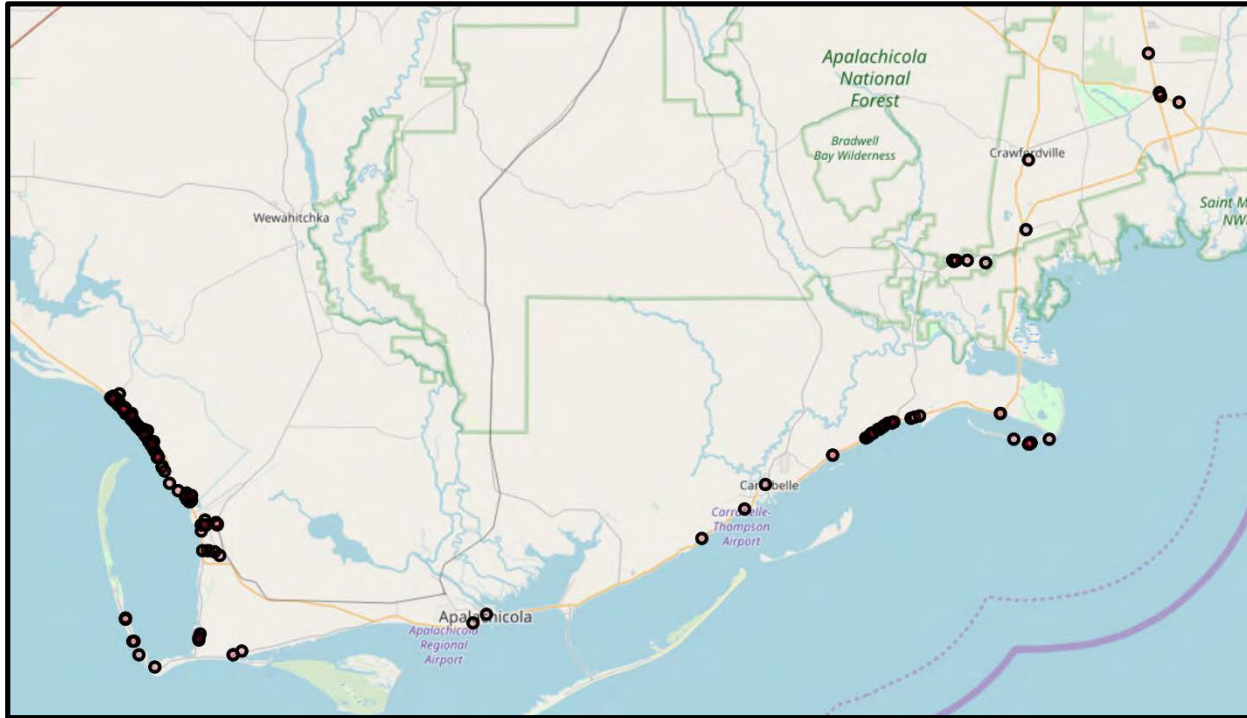 Apalachicola
National
Forest
Bradwell
Bay Wilderness
Crawfordville
Wewahitchka
Saint M
NW
Carrabelle
Carrabelle-
Thompson
Airport
Apalachicola
Apalachicola
Regional
Airport